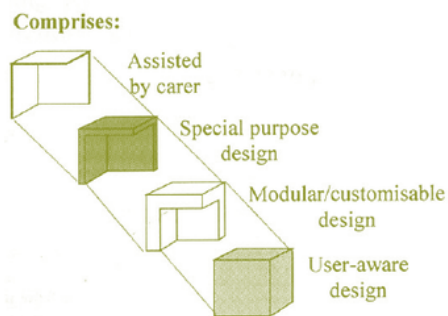 Comprises:
Assisted
by carer
Special purpose
design
Modular/customisable
design
User-aware
design